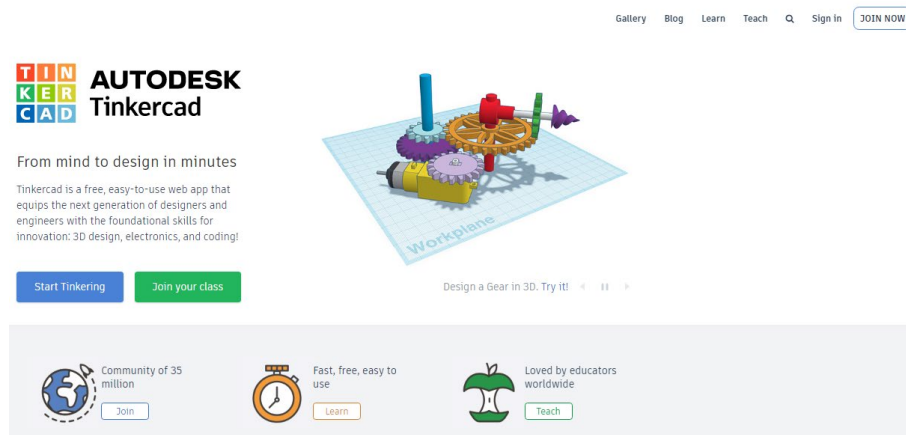 Gallery Blog Learn Teach Sign in JOIN NOW
TIN
KER
CAD
AUTODESK
Tinkercad
From mind to design in minutes
Tinkercad is a free, easy-to-use web app that
equips the next generation of designers and
engineers with the foundational skills for
innovation: 3D design, electronics, and coding!
Start Tinkering Join your class
Workplane
Design a Gear in 3D. Try it!
Community of 35
million
Join
Fast, free, easy to
use
Learn
Loved by educators
worldwide
Teach